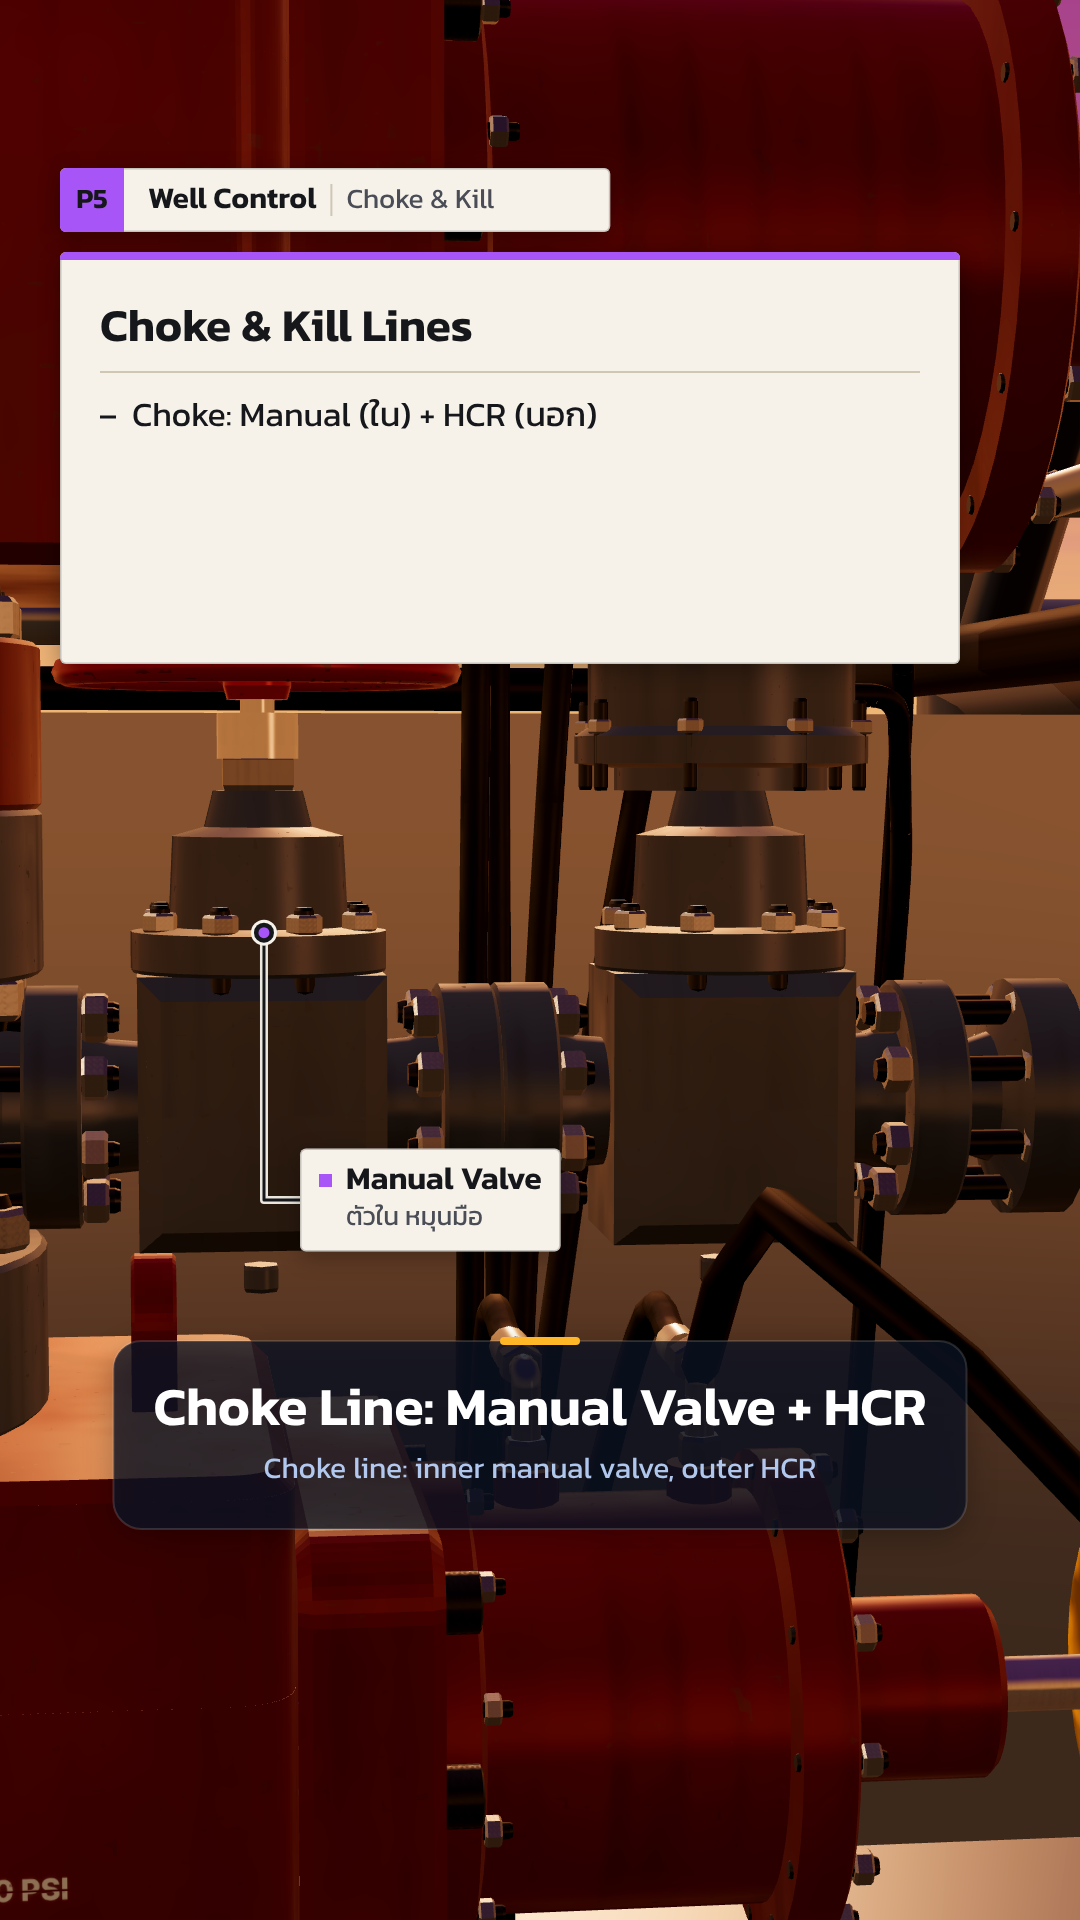 P5 Well Control Choke & Kill
Choke & Kill Lines
– Choke: Manual (ใน) + HCR (นอก)
Manual Valve
ตัวใน หมุนมือ
Choke Line: Manual Valve + HCR
Choke line: inner manual valve, outer HCR
0 PSI